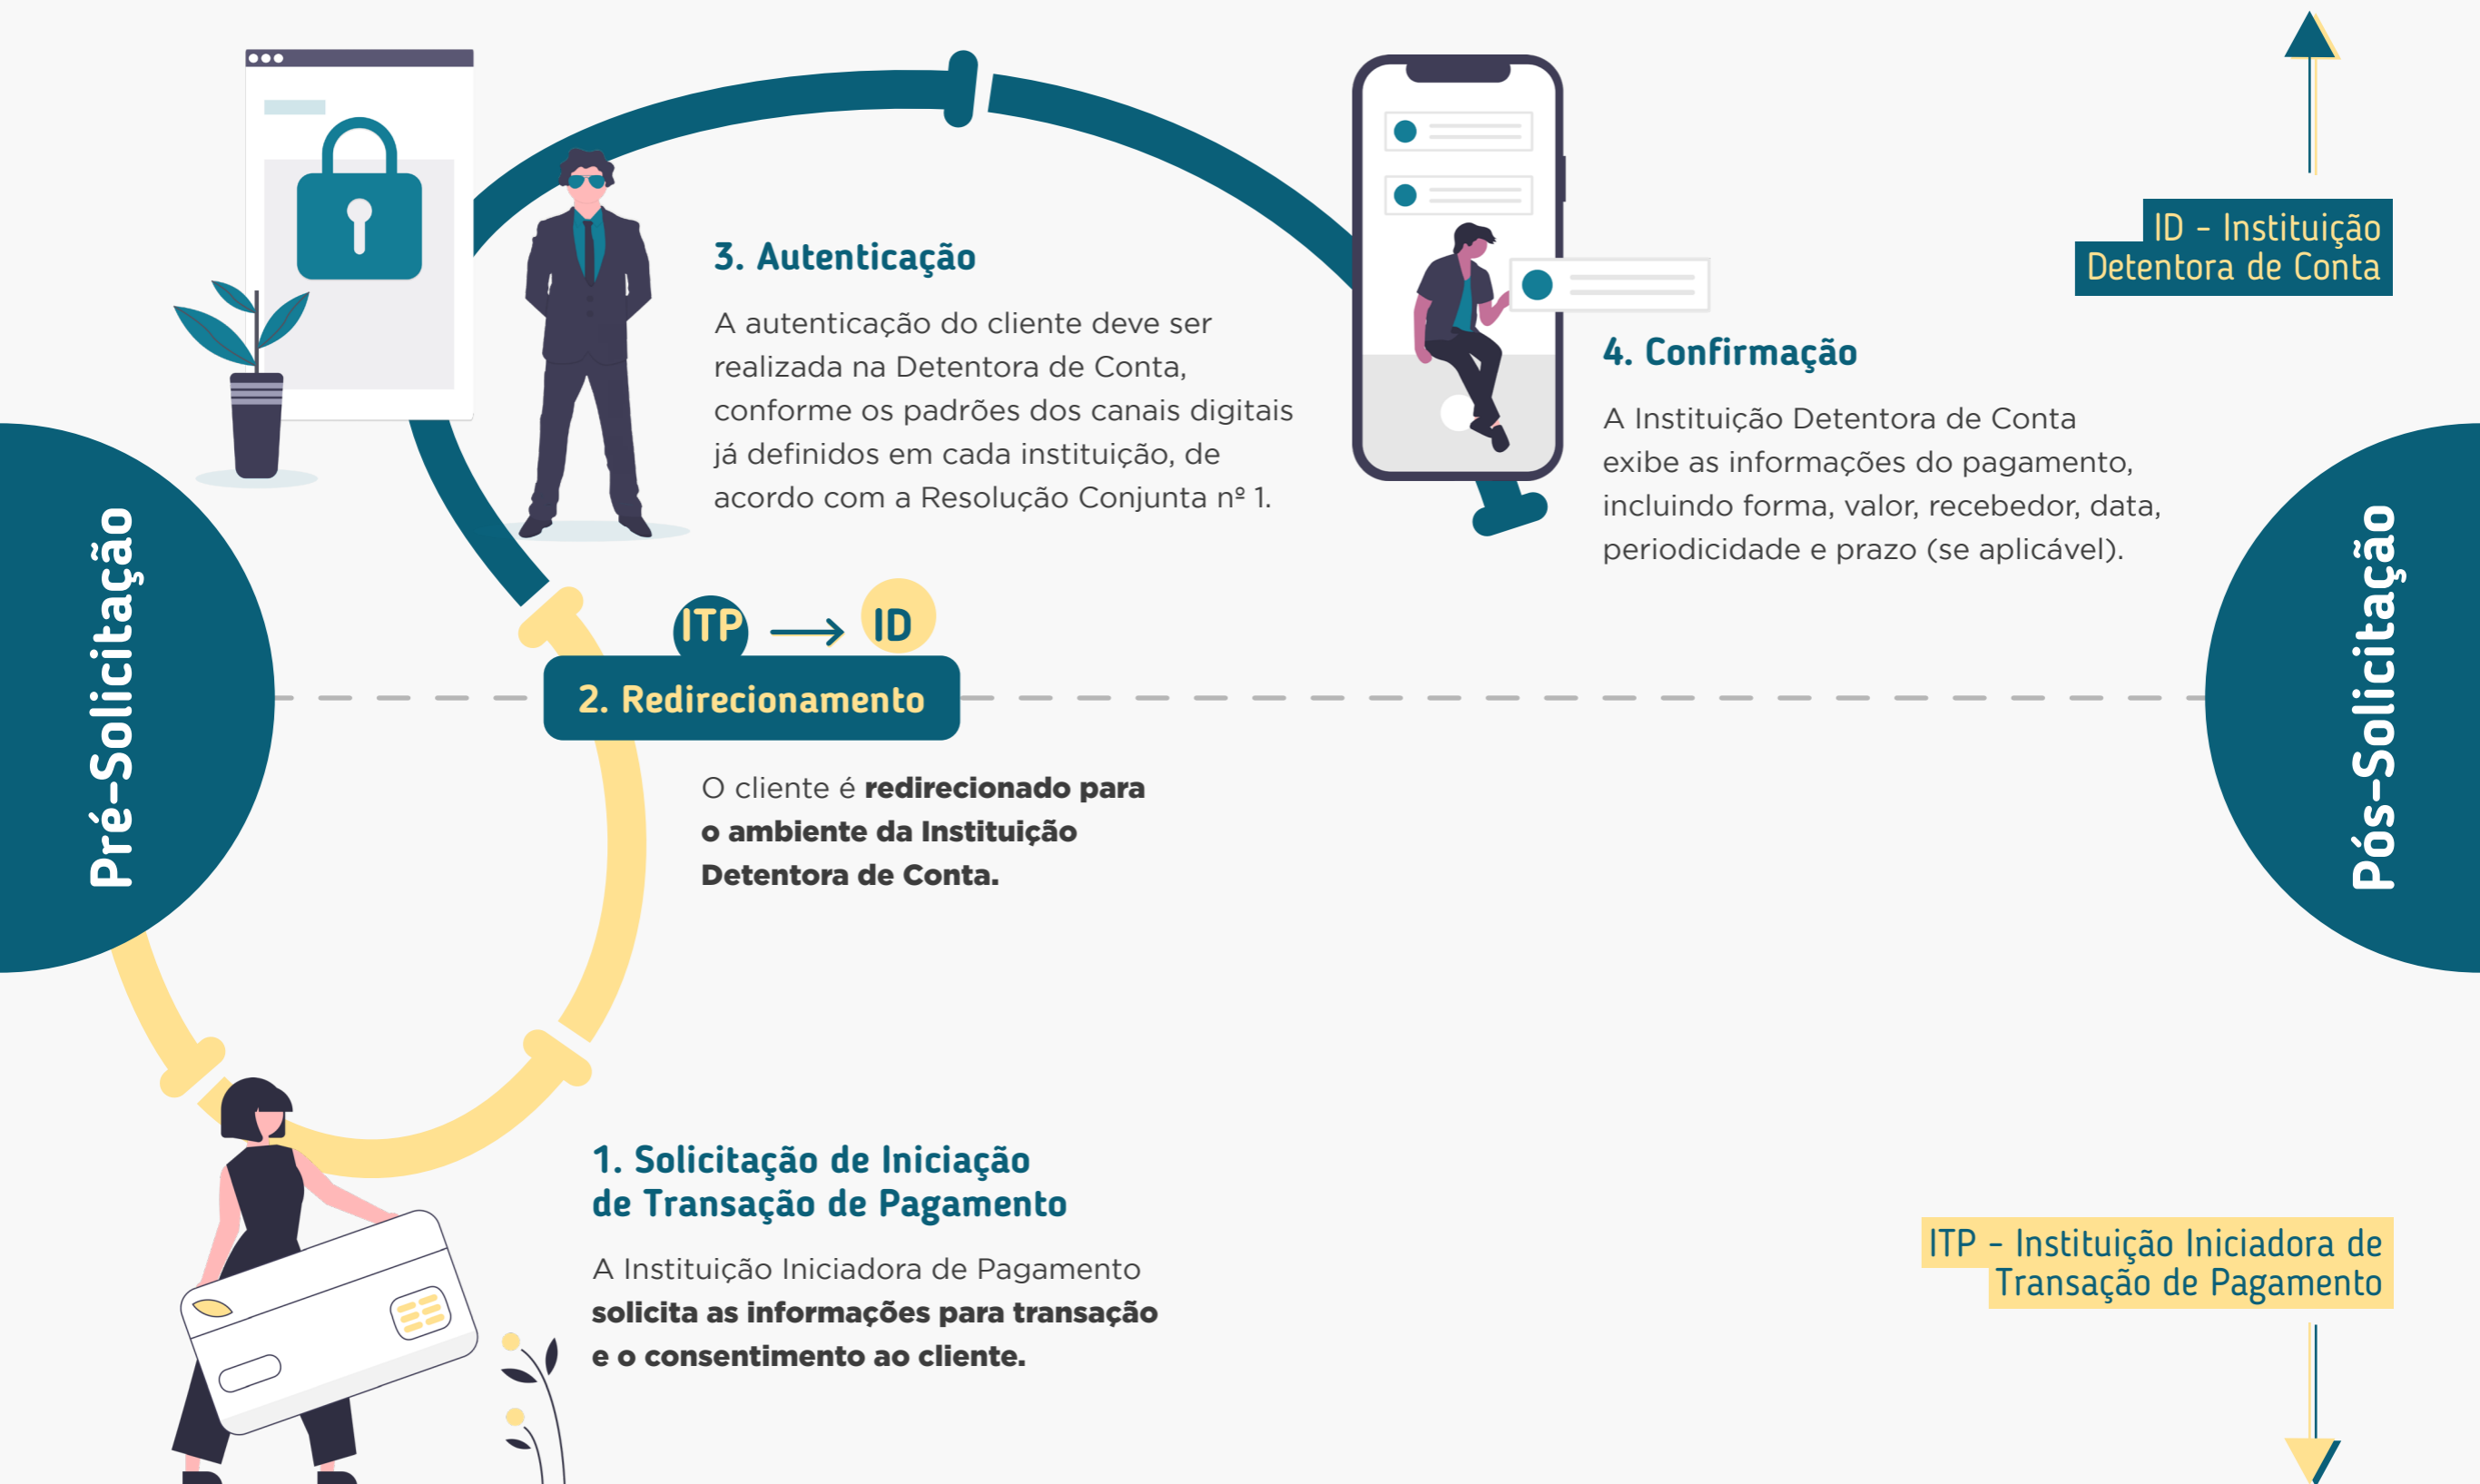 Pré-Solicitação
3. Autenticação
A autenticação do cliente deve ser
realizada na Detentora de Conta,
conforme os padrões dos canais digitais
já definidos em cada instituição, de
acordo com a Resolução Conjunta nº 1.
4. Confirmação
A Instituição Detentora de Conta
exibe as informações do pagamento,
incluindo forma, valor, recebedor, data,
periodicidade e prazo (se aplicável).
ID - Instituição
Detentora de Conta
ITP → ID
2. Redirecionamento
O cliente é redirecionado para
o ambiente da Instituição
Detentora de Conta.
Pós-Solicitação
1. Solicitação de Iniciação
de Transação de Pagamento
A Instituição Iniciadora de Pagamento
solicita as informações para transação
e o consentimento ao cliente.
ITP - Instituição Iniciadora de
Transação de Pagamento